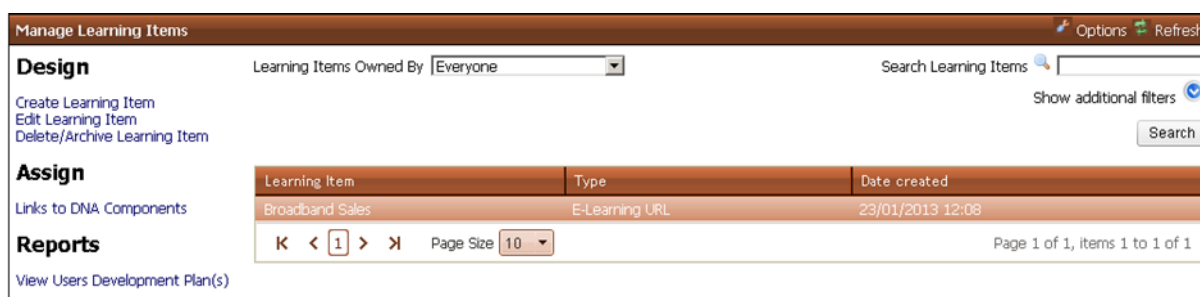 Manage Learning Items
Options Refresh
Design
Create Learning Item
Edit Learning Item
Delete/Archive Learning Item
Assign
Links to DNA Components
Reports
View Users Development Plan(s)
Learning Items Owned By Everyone
Search Learning Items
Show additional filters
Search
Learning Item Type Date created
Broadband Sales E-Learning URL 23/01/2013 12:08
1 Page Size 10 Page 1 of 1, items 1 to 1 of 1